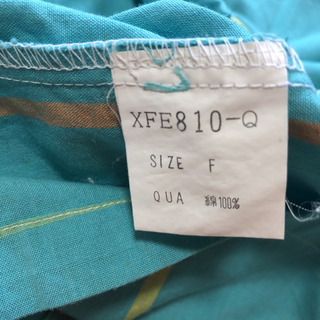 XFE810-Q
SIZE F
QUA 綿100%